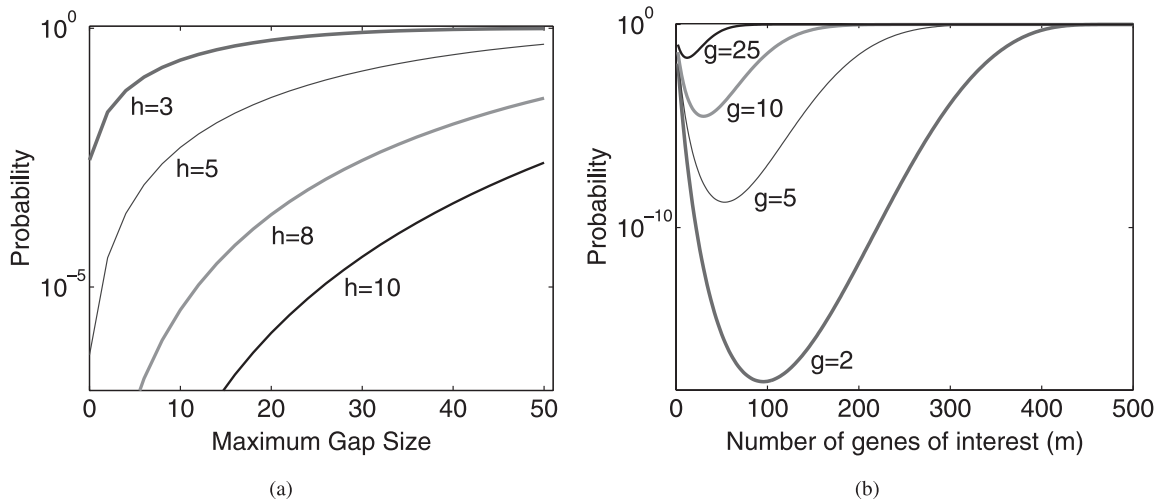 10^0
10^−5
Probability
h=3
h=5
h=8
h=10
0 10 20 30 40 50
Maximum Gap Size
(a)
10^0
10^−10
Probability
g=25
g=10
g=5
g=2
0 100 200 300 400 500
Number of genes of interest (m)
(b)